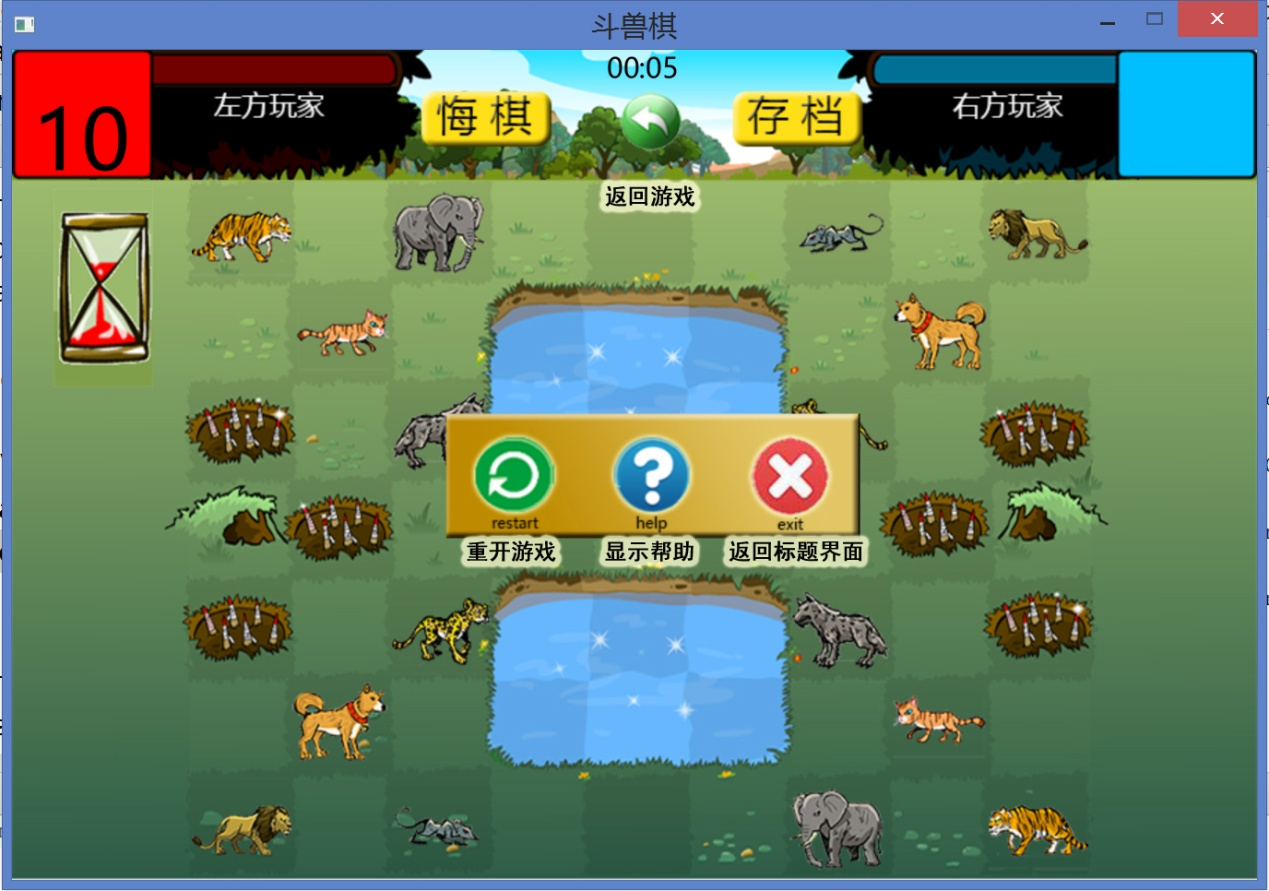 斗兽棋
00:05
10
左方玩家
悔棋
存档
右方玩家
返回游戏
restart
help
exit
重开游戏
显示帮助
返回标题界面